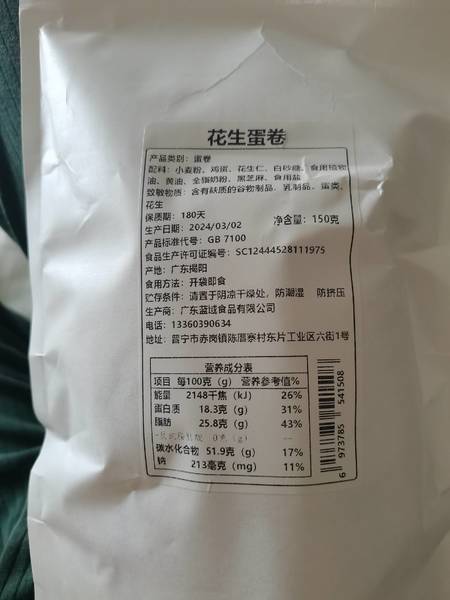 花生蛋卷
产品类别：蛋卷
配料：小麦粉、鸡蛋、花生仁、白砂糖、食用植物
油、黄油、全脂奶粉、黑芝麻、食用盐
致敏物质：含有麸质的谷物制品、乳制品、蛋类、
花生
保质期：180天
生产日期：2024/03/02 净含量：150克
产品标准代号：GB 7100
食品生产许可证编号：SC12444528111975
产地：广东揭阳
食用方法：开袋即食
贮存条件：请置于阴凉干燥处，防潮湿 防挤压
生产商：广东蓝域食品有限公司
电话：13360390634
地址：普宁市赤岗镇陈厝寨村东片工业区六街1号
营养成分表
项目 每100克（g） 营养参考值%
能量 2148千焦（kJ） 26%
蛋白质 18.3克（g） 31%
脂肪 25.8克（g） 43%
0克（g） --
碳水化合物 51.9克（g） 17%
钠 213毫克（mg） 11%
6 973785 541508